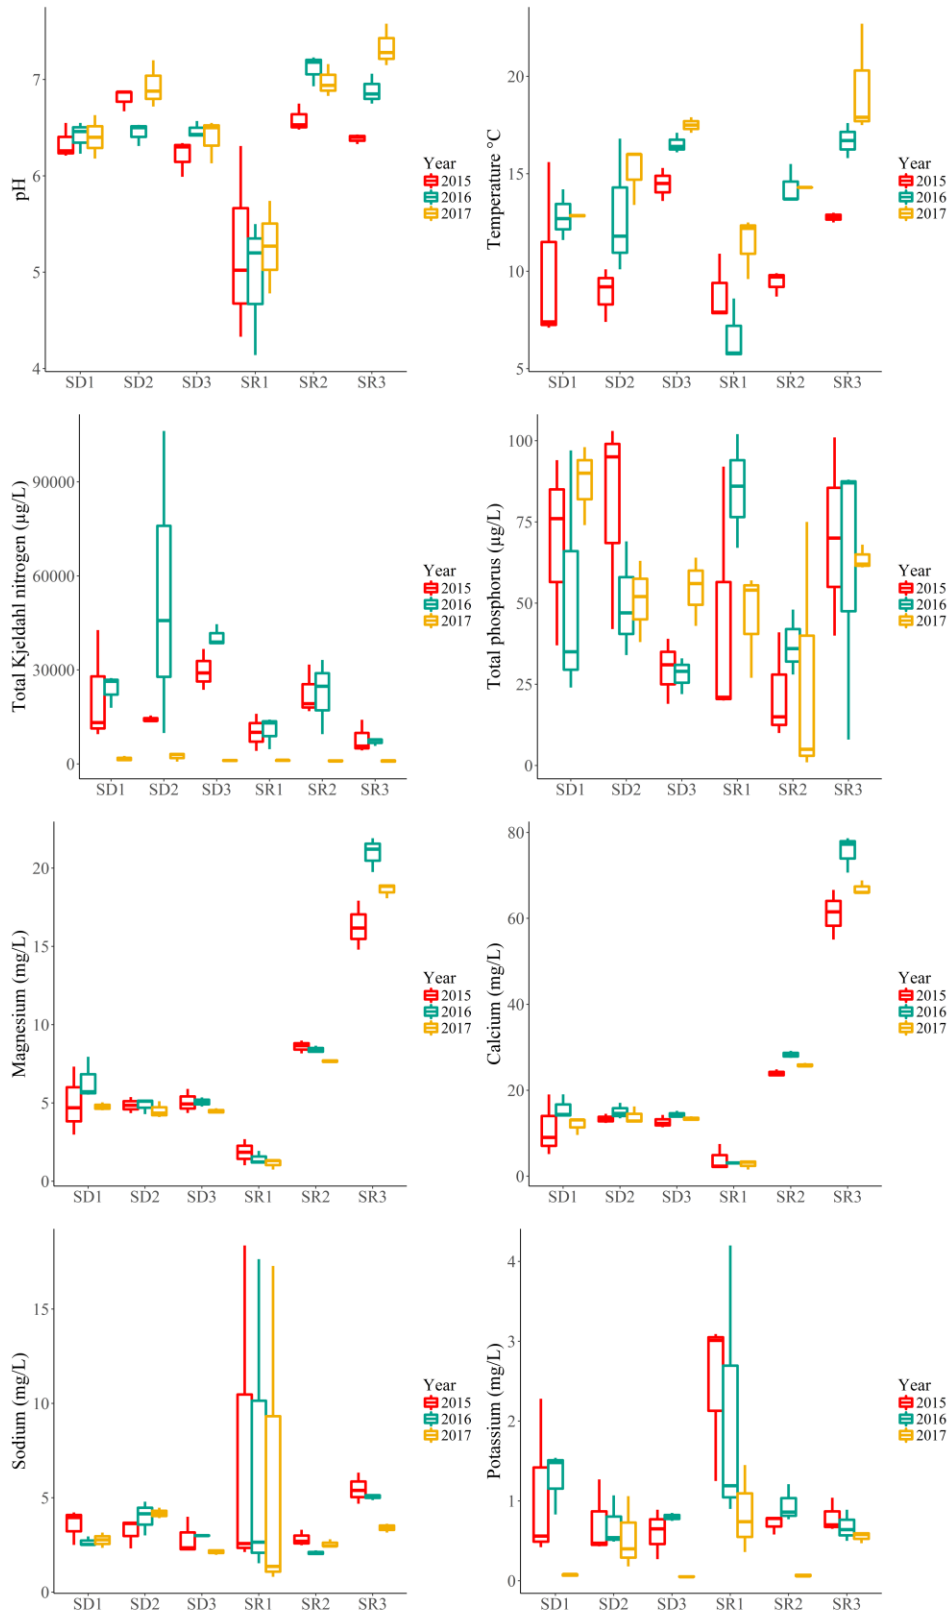 pH
7
6
5
4
SD1 SD2 SD3 SR1 SR2 SR3
Year
2015
2016
2017
Temperature °C
20
15
10
5
SD1 SD2 SD3 SR1 SR2 SR3
Year
2015
2016
2017
Total Kjeldahl nitrogen (µg/L)
90000
60000
30000
0
SD1 SD2 SD3 SR1 SR2 SR3
Year
2015
2016
2017
Total phosphorus (µg/L)
100
75
50
25
0
SD1 SD2 SD3 SR1 SR2 SR3
Year
2015
2016
2017
Magnesium (mg/L)
20
15
10
5
0
SD1 SD2 SD3 SR1 SR2 SR3
Year
2015
2016
2017
Calcium (mg/L)
80
60
40
20
0
SD1 SD2 SD3 SR1 SR2 SR3
Year
2015
2016
2017
Sodium (mg/L)
15
10
5
0
SD1 SD2 SD3 SR1 SR2 SR3
Year
2015
2016
2017
Potassium (mg/L)
4
3
2
1
0
SD1 SD2 SD3 SR1 SR2 SR3
Year
2015
2016
2017